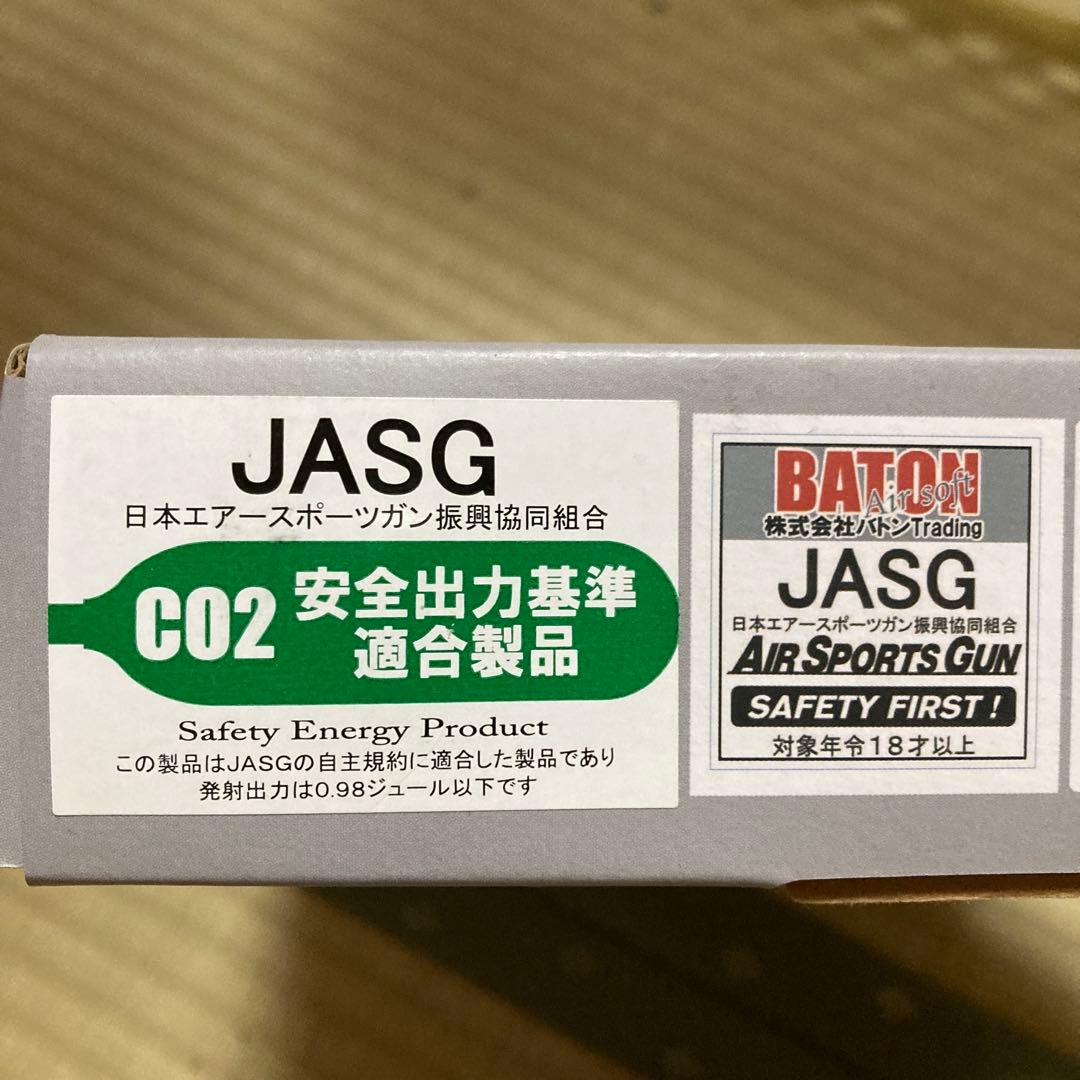 JASG
日本エアースポーツガン振興協同組合
CO2
安全出力基準
適合製品
Safety Energy Product
この製品はJASGの自主規約に適合した製品であり
発射出力は0.98ジュール以下です
BATON
Air soft
株式会社バトンTrading
JASG
日本エアースポーツガン振興協同組合
AIR SPORTS GUN
SAFETY FIRST!
対象年令18才以上